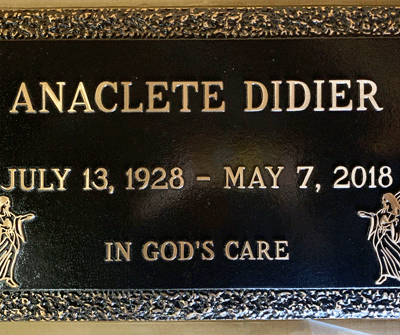 ANACLETE DIDIER
JULY 13, 1928 – MAY 7, 2018
IN GOD'S CARE